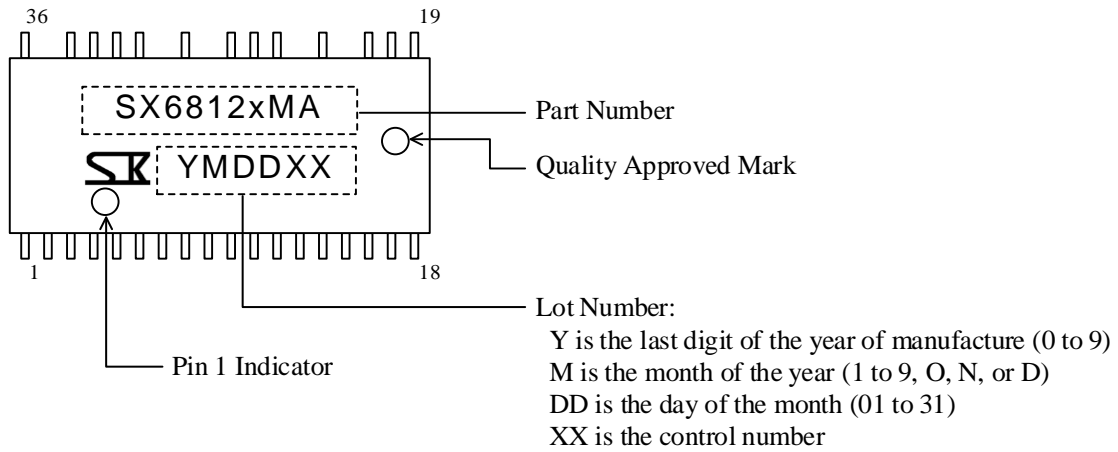 36 19
SX6812xMA
Part Number
Quality Approved Mark
SK YMDDXX
1 18
Lot Number:
Y is the last digit of the year of manufacture (0 to 9)
Pin 1 Indicator
M is the month of the year (1 to 9, O, N, or D)
DD is the day of the month (01 to 31)
XX is the control number